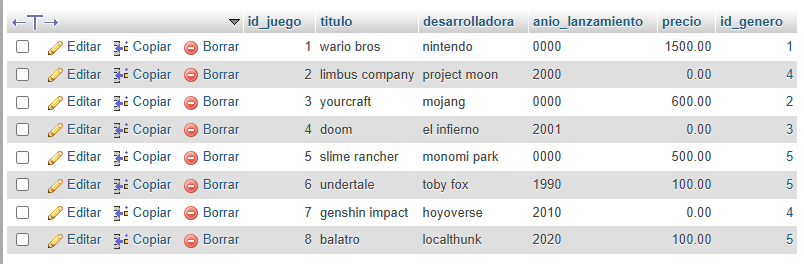 id_juego titulo desarrolladora anio_lanzamiento precio id_genero
Editar Copiar Borrar 1 wario bros nintendo 0000 1500.00 1
Editar Copiar Borrar 2 limbus company project moon 2000 0.00 4
Editar Copiar Borrar 3 yourcraft mojang 0000 600.00 2
Editar Copiar Borrar 4 doom el infierno 2001 0.00 3
Editar Copiar Borrar 5 slime rancher monomi park 0000 500.00 5
Editar Copiar Borrar 6 undertale toby fox 1990 100.00 5
Editar Copiar Borrar 7 genshin impact hoyoverse 2010 0.00 4
Editar Copiar Borrar 8 balatro localthunk 2020 100.00 5